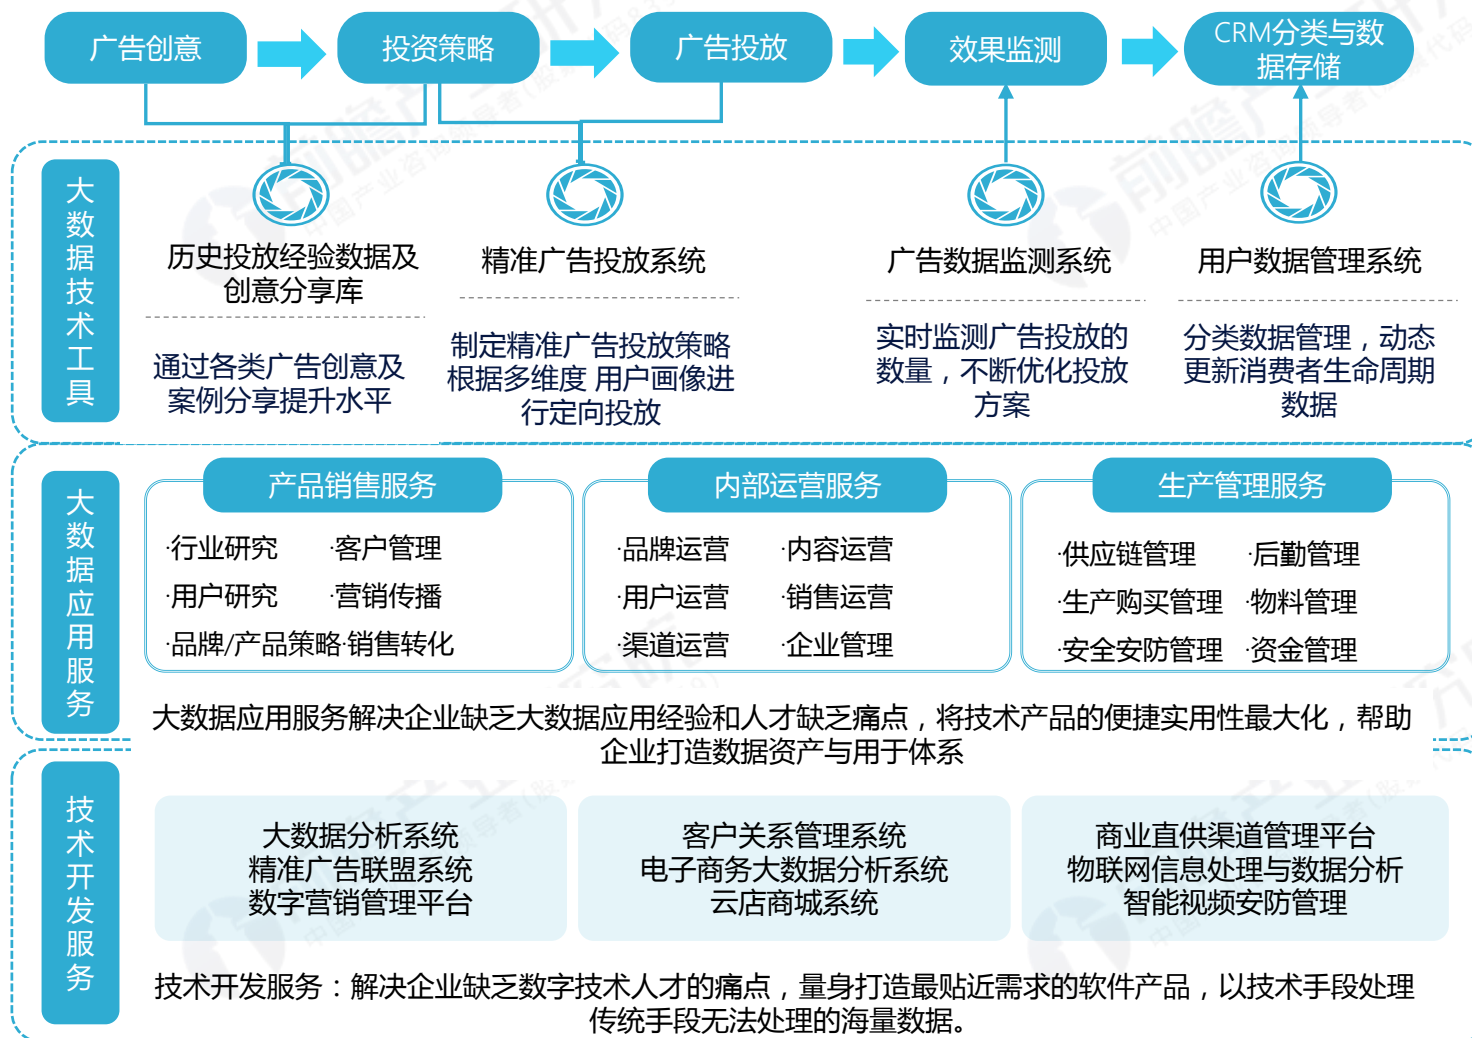 广告创意
投资策略
广告投放
效果监测
CRM分类与数
据存储
大数据技术工具
历史投放经验数据及
创意分享库
通过各类广告创意及
案例分享提升水平
精准广告投放系统
制定精准广告投放策略
根据多维度 用户画像进
行定向投放
广告数据监测系统
实时监测广告投放的
数量，不断优化投放
方案
用户数据管理系统
分类数据管理，动态
更新消费者生命周期
数据
大数据应用服务
产品销售服务
·行业研究 ·客户管理
·用户研究 ·营销传播
·品牌/产品策略·销售转化
内部运营服务
·品牌运营 ·内容运营
·用户运营 ·销售运营
·渠道运营 ·企业管理
生产管理服务
·供应链管理 ·后勤管理
·生产购买管理 ·物料管理
·安全安防管理 ·资金管理
大数据应用服务解决企业缺乏大数据应用经验和人才缺乏痛点，将技术产品的便捷实用性最大化，帮助
企业打造数据资产与用于体系
技术开发服务
大数据分析系统
精准广告联盟系统
数字营销管理平台
客户关系管理系统
电子商务大数据分析系统
云店商城系统
商业直供渠道管理平台
物联网信息处理与数据分析
智能视频安防管理
技术开发服务：解决企业缺乏数字技术人才的痛点，量身打造最贴近需求的软件产品，以技术手段处理
传统手段无法处理的海量数据。